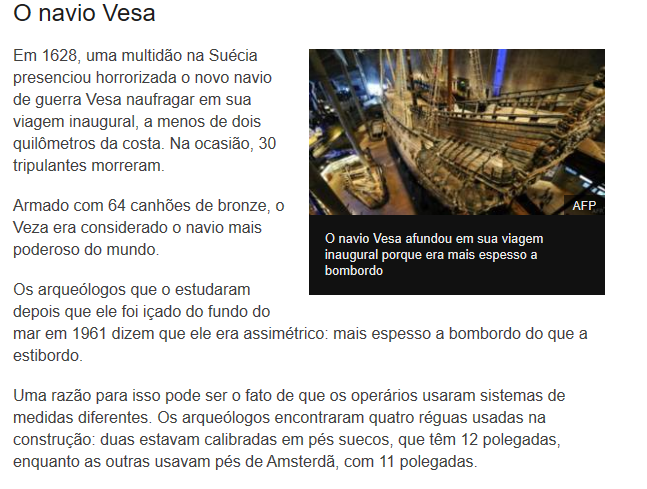 O navio Vesa
Em 1628, uma multidão na Suécia
presenciou horrorizada o novo navio
de guerra Vesa naufragar em sua
viagem inaugural, a menos de dois
quilômetros da costa. Na ocasião, 30
tripulantes morreram.
AFP
O navio Vesa afundou em sua viagem
inaugural porque era mais espesso a
bombordo
Armado com 64 canhões de bronze, o
Veza era considerado o navio mais
poderoso do mundo.
Os arqueólogos que o estudaram
depois que ele foi içado do fundo do
mar em 1961 dizem que ele era assimétrico: mais espesso a bombordo do que a
estibordo.
Uma razão para isso pode ser o fato de que os operários usaram sistemas de
medidas diferentes. Os arqueólogos encontraram quatro réguas usadas na
construção: duas estavam calibradas em pés suecos, que têm 12 polegadas,
enquanto as outras usavam pés de Amsterdã, com 11 polegadas.